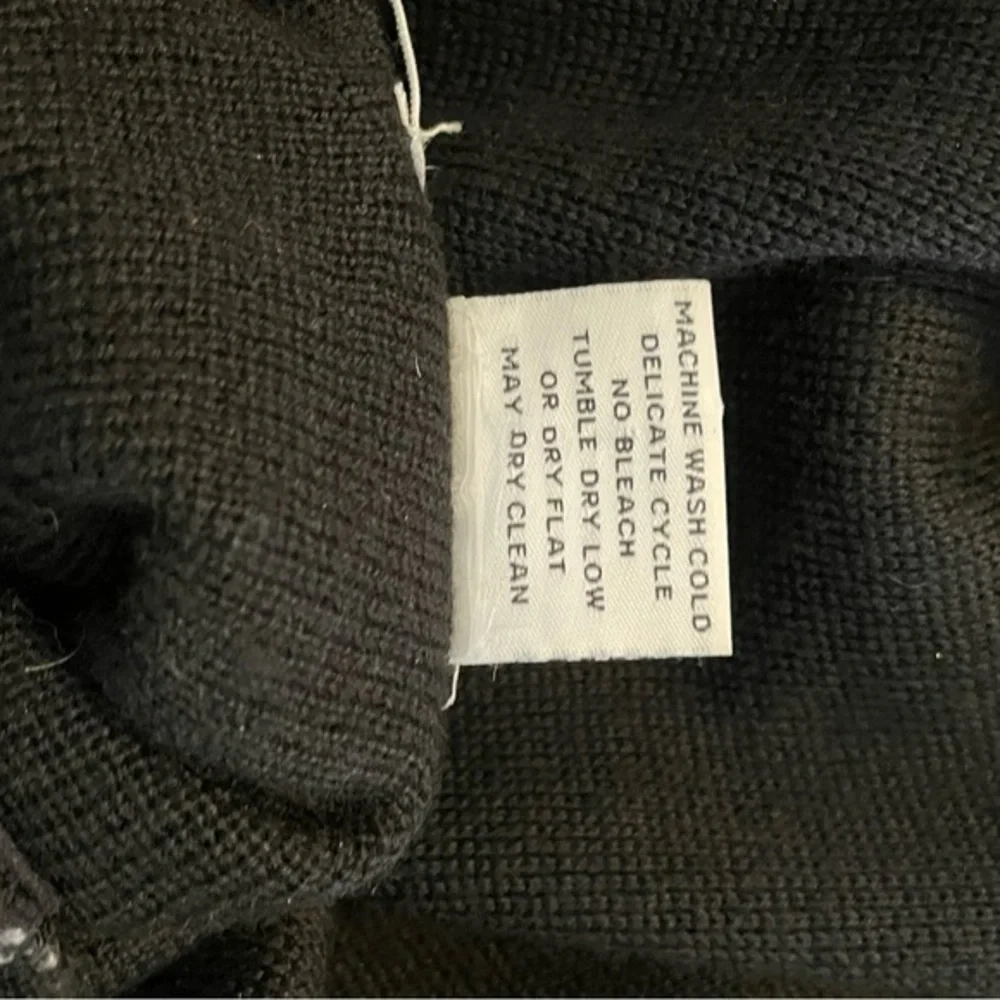 MACHINE WASH COLD
DELICATE CYCLE
NO BLEACH
TUMBLE DRY LOW
OR DRY FLAT
MAY DRY CLEAN